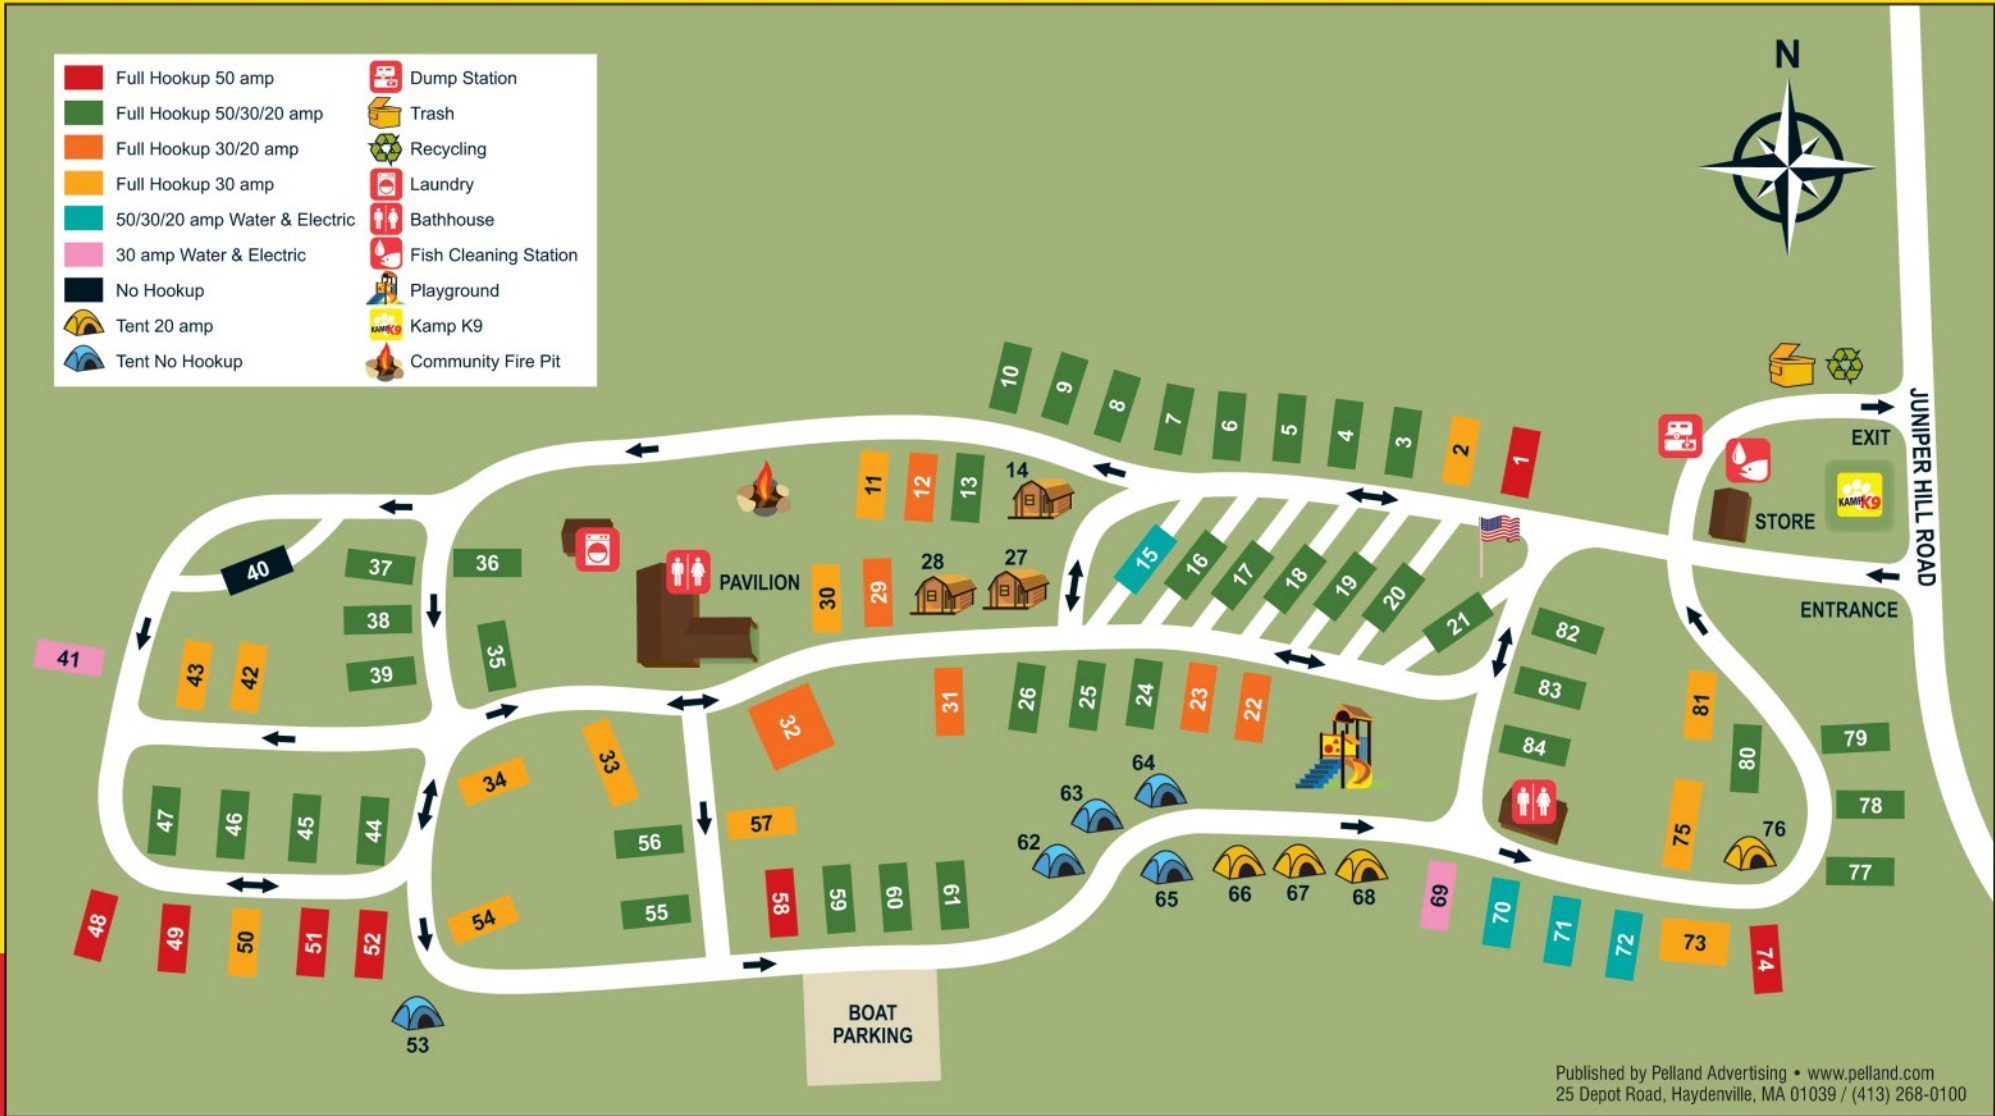 Full Hookup 50 amp
Full Hookup 50/30/20 amp
Full Hookup 30/20 amp
Full Hookup 30 amp
50/30/20 amp Water & Electric
30 amp Water & Electric
No Hookup
Tent 20 amp
Tent No Hookup
Dump Station
Trash
Recycling
Laundry
Bathhouse
Fish Cleaning Station
Playground
KAMP K9
Kamp K9
Community Fire Pit
N
JUNIPER HILL ROAD
EXIT
KAMP K9
STORE
ENTRANCE
10
9
8
7
6
5
4
3
2
1
11
12
13
14
15
16
17
18
19
20
21
PAVILION
30
29
28
27
36
37
38
39
40
35
41
43
42
31
26
25
24
23
22
32
33
34
82
83
84
81
80
79
78
77
76
75
47
46
45
44
56
57
55
54
58
59
60
61
64
63
62
65
66
67
68
69
70
71
72
73
74
48
49
50
51
52
53
BOAT
PARKING
Published by Pelland Advertising • www.pelland.com
25 Depot Road, Haydenville, MA 01039 / (413) 268-0100